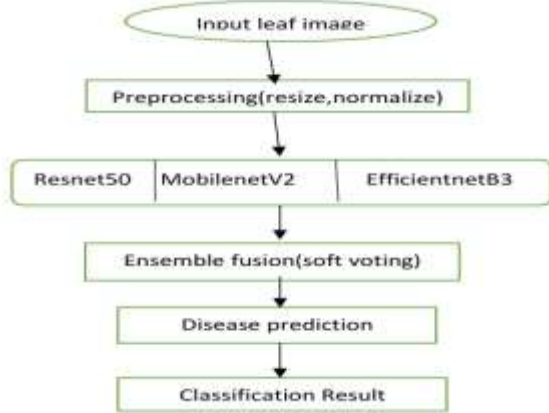 Input leaf image
Preprocessing(resize,normalize)
Resnet50 MobilenetV2 EfficientnetB3
Ensemble fusion(soft voting)
Disease prediction
Classification Result